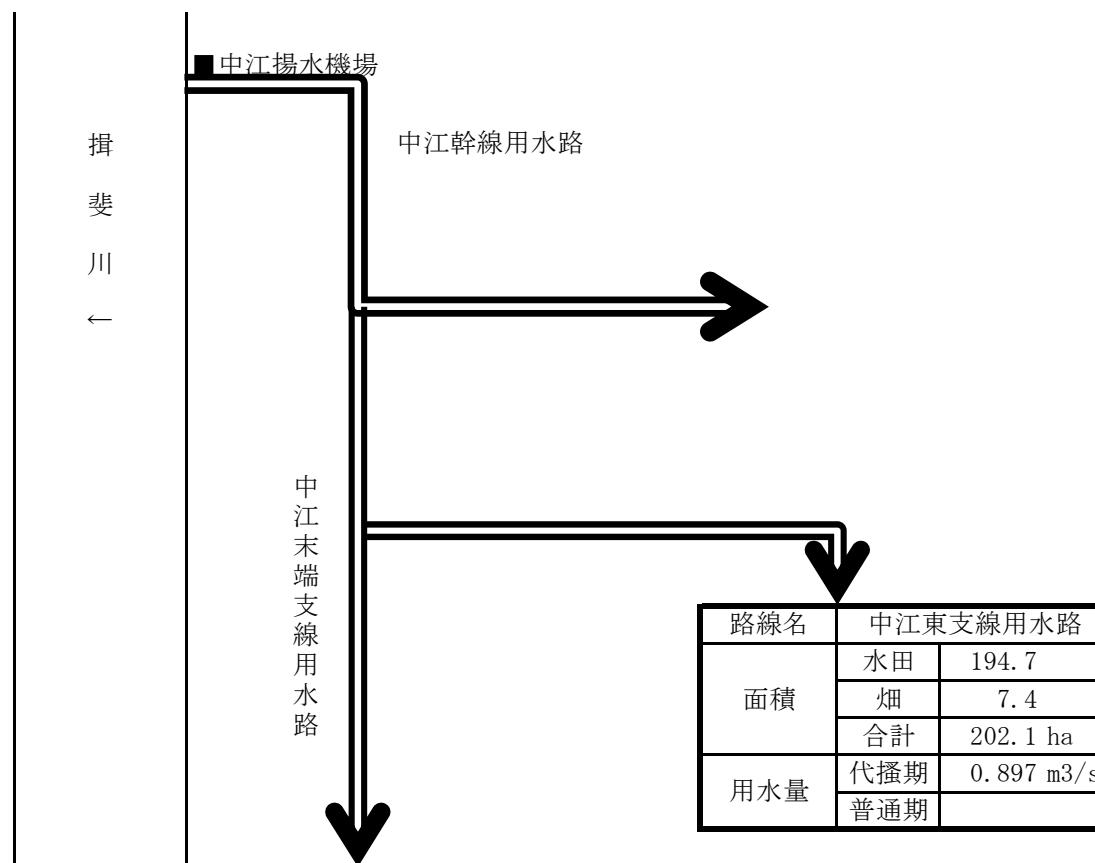 ■中江揚水機場
中江幹線用水路
揖斐川←
中江末端支線用水路
路線名 中江東支線用水路
面積 水田 194.7
畑 7.4
合計 202.1 ha
用水量 代掻期 0.897 m3/s
普通期